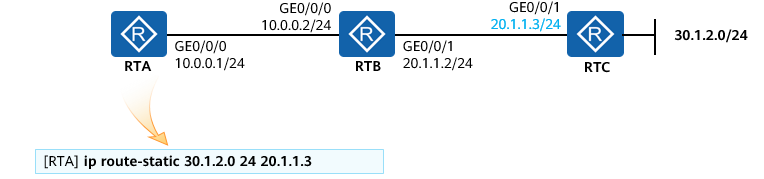 GE0/0/1
GE0/0/0
20.1.1.3/24
10.0.0.2/24
R
R
R
30.1.2.0/24
GE0/0/0
GE0/0/1
RTA
10.0.0.1/24
RTB
20.1.1.2/24
RTC
[RTA] ip route-static 30.1.2.0 24 20.1.1.3